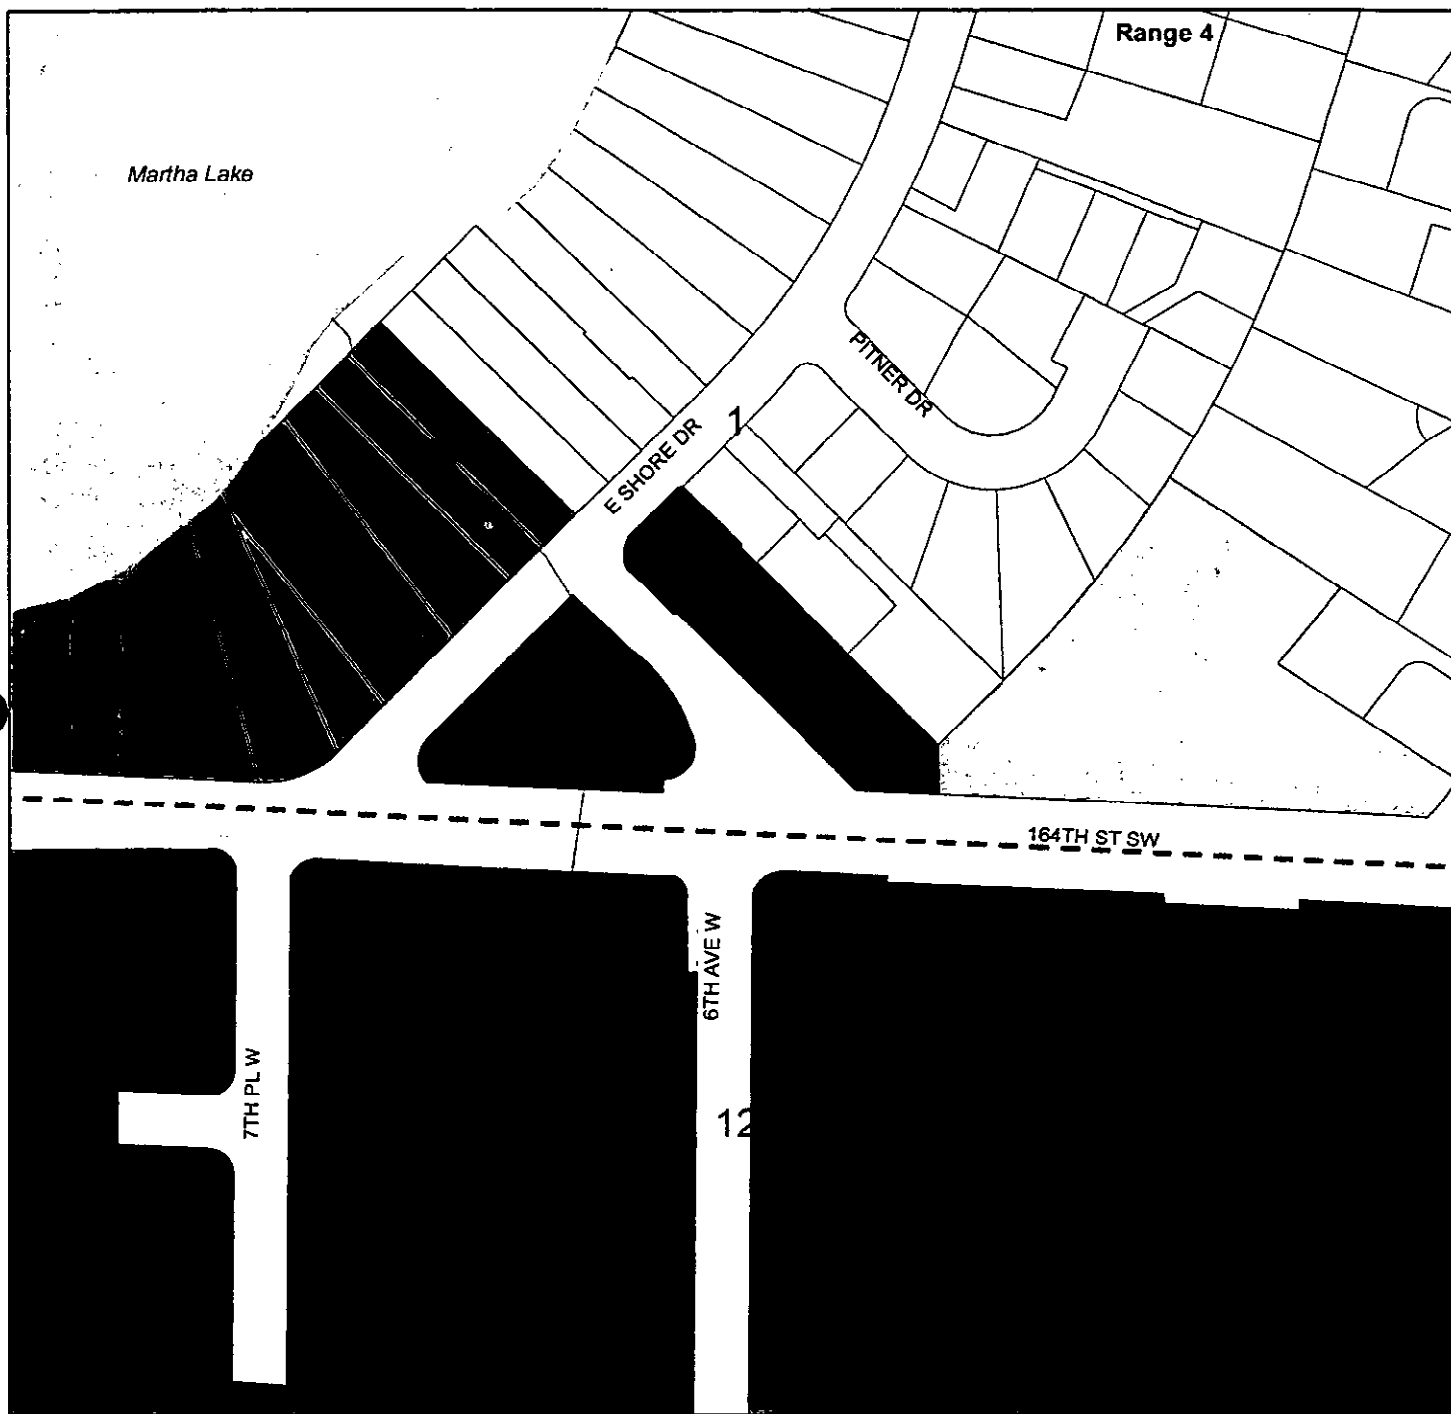 Range 4
Martha Lake
PITNER DR
1
E SHORE DR
164TH ST SW
6TH AVE W
7TH PL W
12